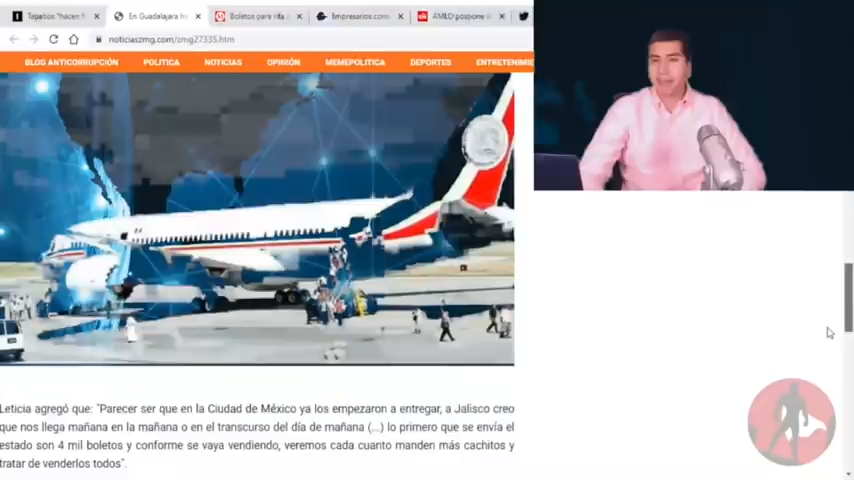 Tapatíos "hacen f
En Guadalajara ha
Boletos para rifa
Empresarios com
AMLO pospone
noticiaszmg.com/zmg27335.htm
BLOG ANTICORRUPCIÓN POLITICA NOTICIAS OPINIÓN MEMEPOLITICA DEPORTES ENTRETENIMIE
Leticia agregó que: "Parecer ser que en la Ciudad de México ya los empezaron a entregar, a Jalisco creo
que nos llega mañana en la mañana o en el transcurso del día de mañana (...) lo primero que se envía el
estado son 4 mil boletos y conforme se vaya vendiendo, veremos cada cuanto manden más cachitos y
tratar de venderlos todos".